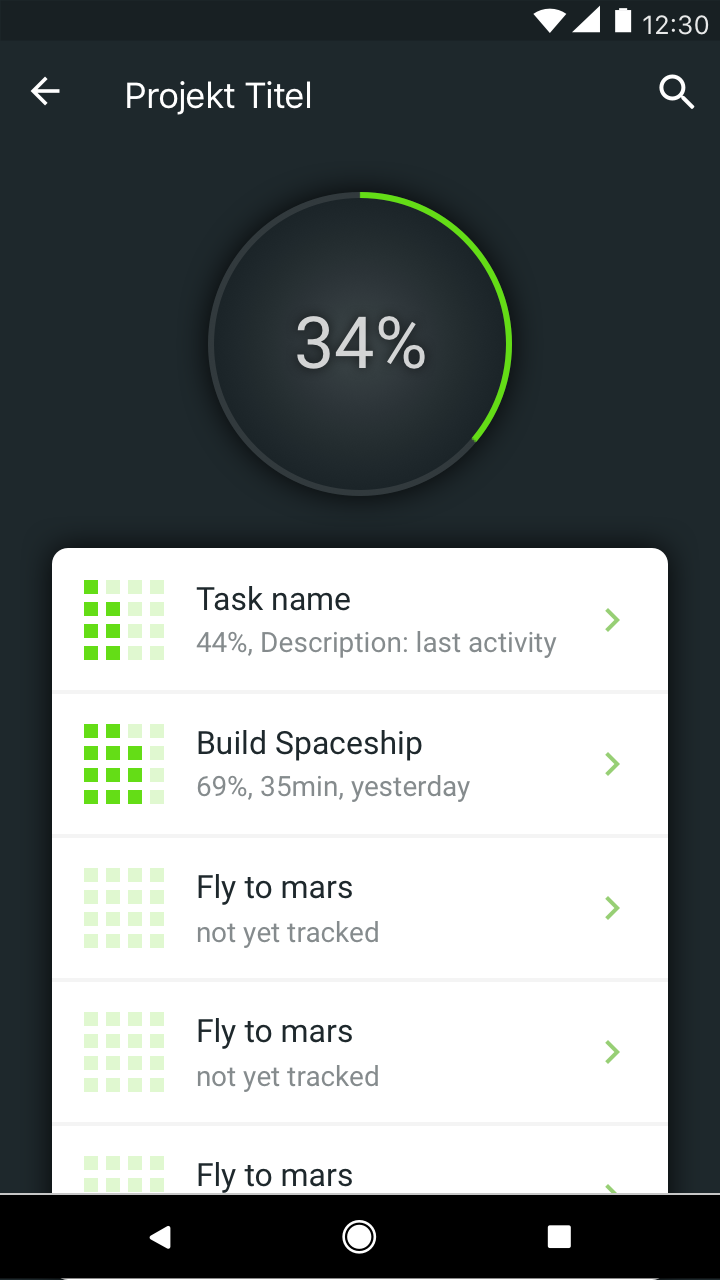 12:30
Projekt Titel
34%
Task name
44%, Description: last activity
Build Spaceship
69%, 35min, yesterday
Fly to mars
not yet tracked
Fly to mars
not yet tracked
Fly to mars